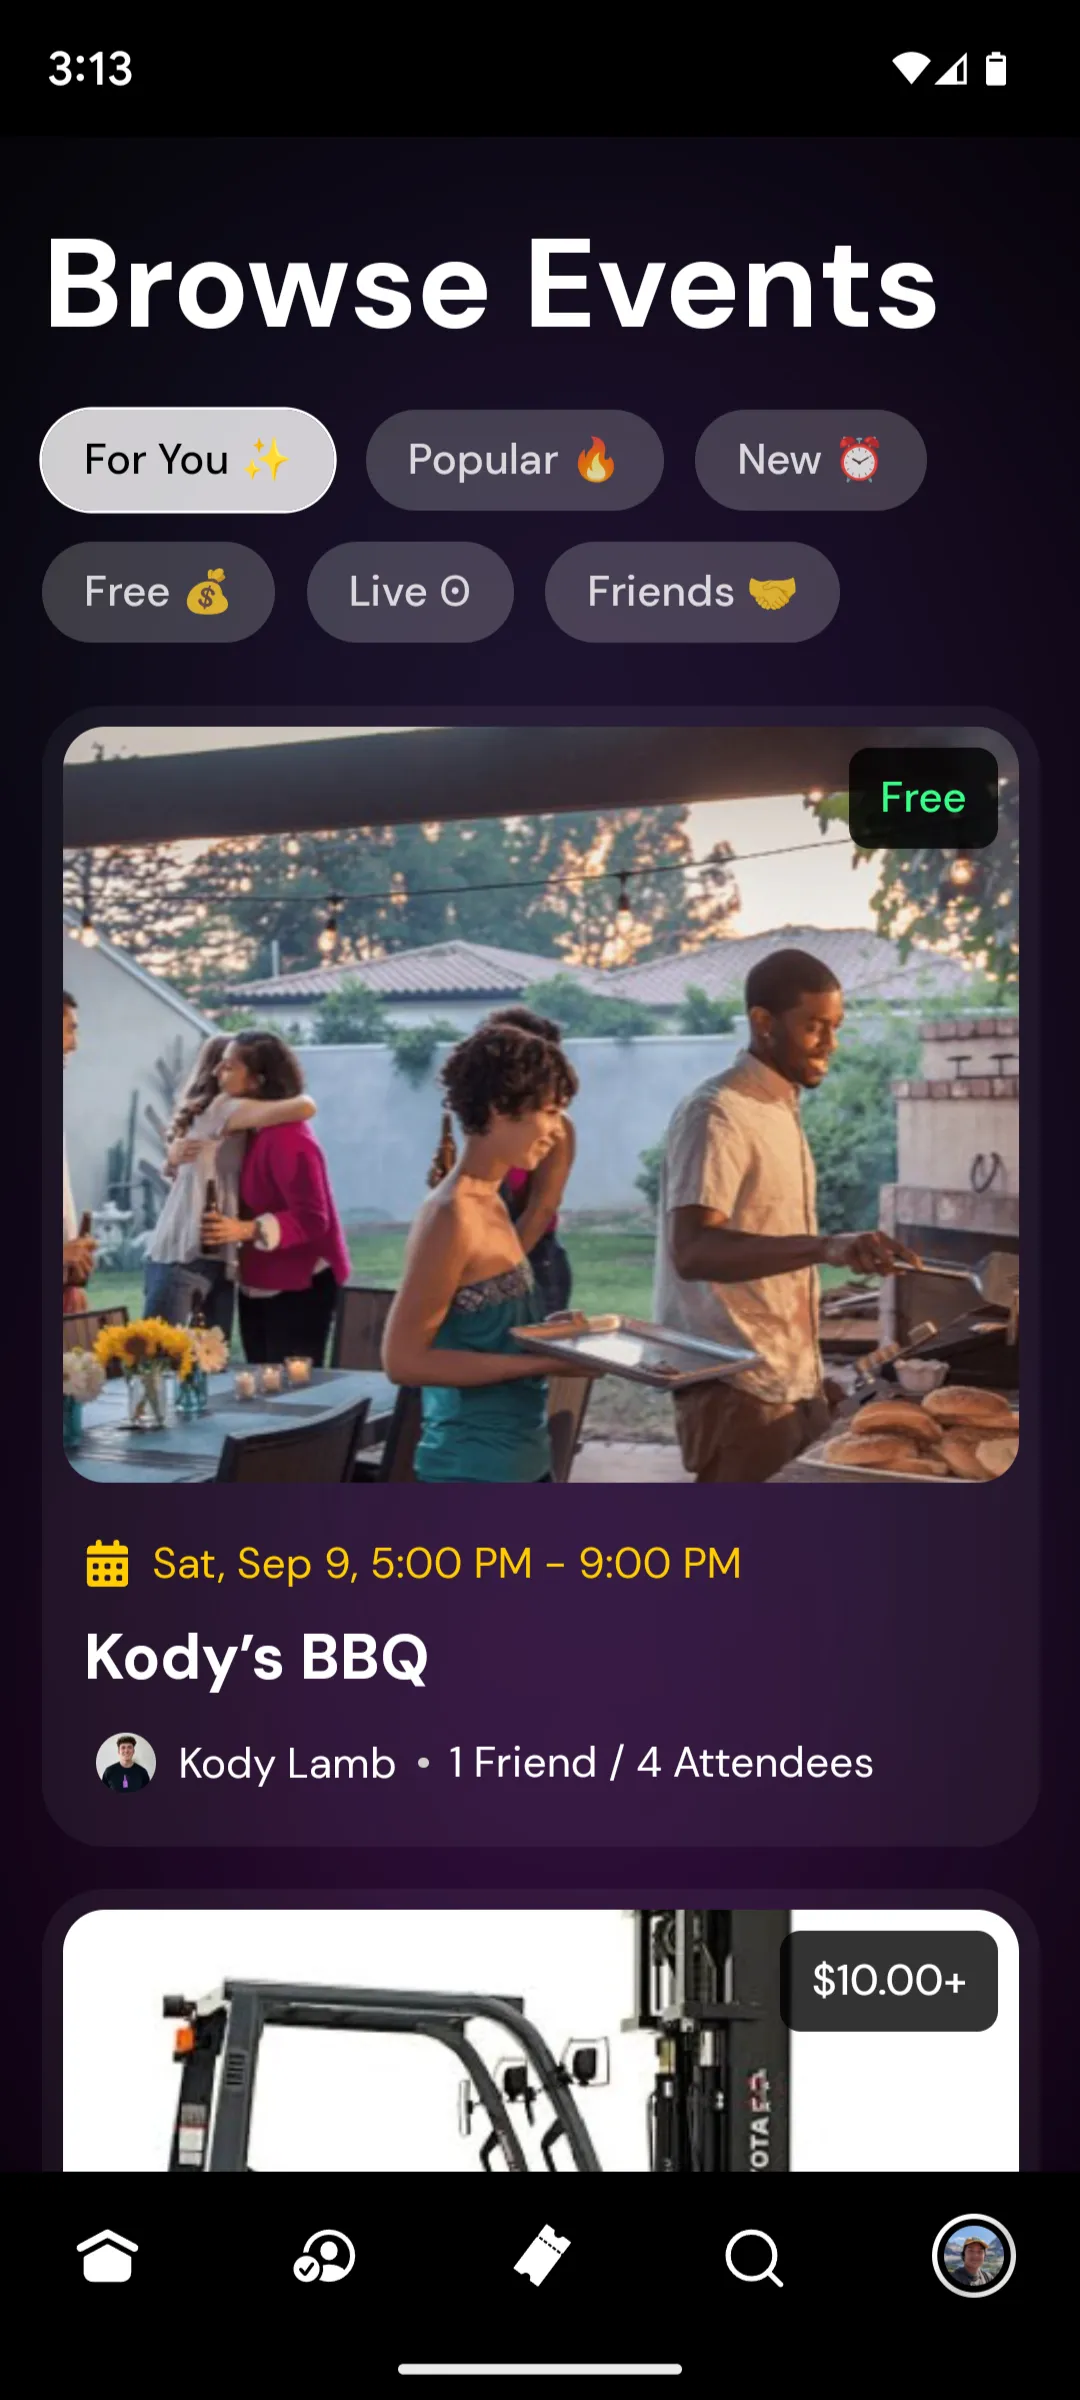 3:13
Browse Events
For You ✨
Popular 🔥
New ⏰
Free 💰
Live ⊙
Friends 🤝
Free
Sat, Sep 9, 5:00 PM - 9:00 PM
Kody's BBQ
Kody Lamb • 1 Friend / 4 Attendees
$10.00+